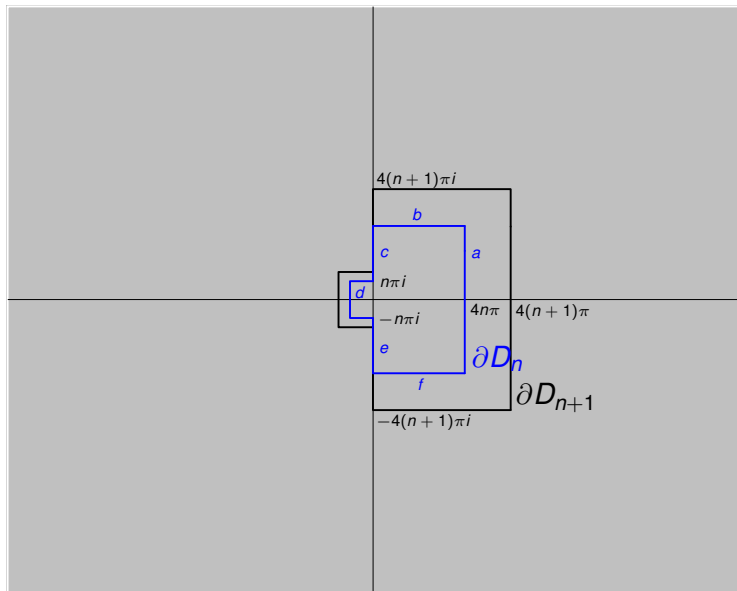 4(n + 1)πi
b
c
a
nπi
d
4nπ
4(n + 1)π
−nπi
e
∂Dₙ
f
∂Dₙ₊₁
−4(n + 1)πi